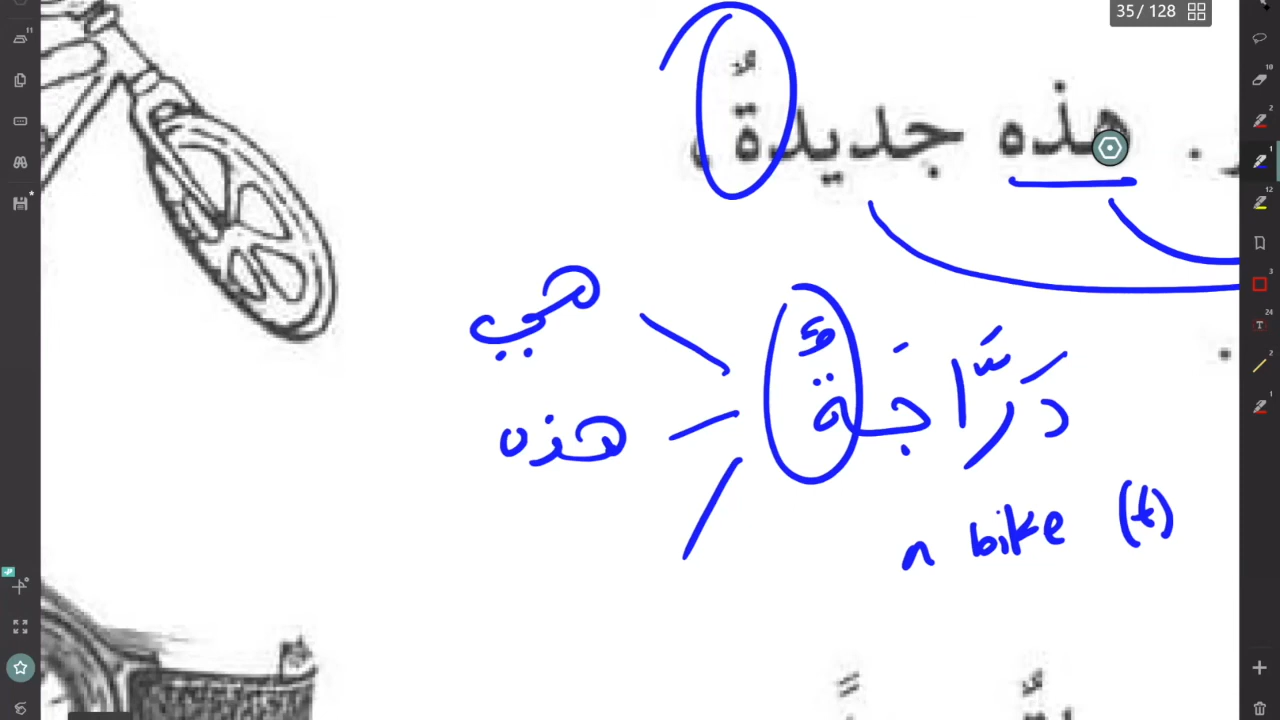 35/ 128
. هذه جديدةٌ
هي
دَرَّاجَةٌ
هذه
a bike (f)